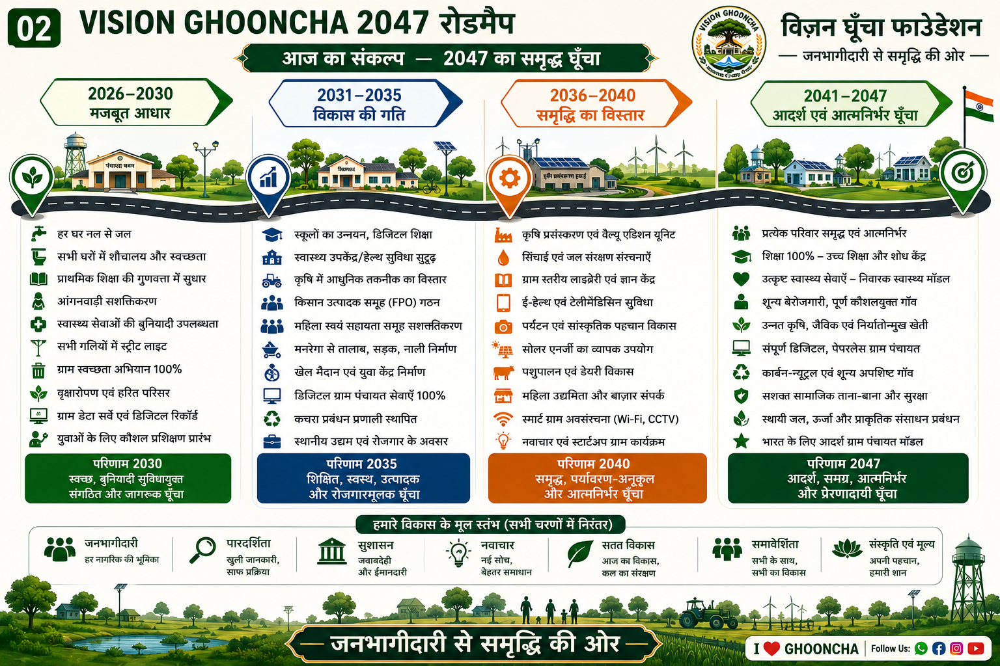 02
VISION GHOONCHA 2047 रोडमैप
आज का संकल्प — 2047 का समृद्ध घूँचा
VISION GHOONCHA
विज़न घूँचा फाउंडेशन
— जनभागीदारी से समृद्धि की ओर —
2026–2030
मजबूत आधार
2031–2035
विकास की गति
2036–2040
समृद्धि का विस्तार
2041–2047
आदर्श एवं आत्मनिर्भर घूँचा
पंचायत भवन
विद्यालय
कृषि प्रसंस्करण इकाई
हर घर नल से जल
सभी घरों में शौचालय और स्वच्छता
प्राथमिक शिक्षा की गुणवत्ता में सुधार
आंगनवाड़ी सशक्तिकरण
स्वास्थ्य सेवाओं की बुनियादी उपलब्धता
सभी गलियों में स्ट्रीट लाइट
ग्राम स्वच्छता अभियान 100%
वृक्षारोपण एवं हरित परिसर
ग्राम डेटा सर्वे एवं डिजिटल रिकॉर्ड
युवाओं के लिए कौशल प्रशिक्षण प्रारंभ
परिणाम 2030
स्वच्छ, बुनियादी सुविधायुक्त
संगठित और जागरूक घूँचा
स्कूलों का उन्नयन, डिजिटल शिक्षा
स्वास्थ्य उपकेंद्र/हेल्थ सुविधा सुदृढ़
कृषि में आधुनिक तकनीक का विस्तार
किसान उत्पादक समूह (FPO) गठन
महिला स्वयं सहायता समूह सशक्तिकरण
मनरेगा से तालाब, सड़क, नाली निर्माण
खेल मैदान एवं युवा केंद्र निर्माण
डिजिटल ग्राम पंचायत सेवाएँ 100%
कचरा प्रबंधन प्रणाली स्थापित
स्थानीय उद्यम एवं रोजगार के अवसर
परिणाम 2035
शिक्षित, स्वस्थ, उत्पादक
और रोजगारमूलक घूँचा
कृषि प्रसंस्करण एवं वैल्यू एडिशन यूनिट
सिंचाई एवं जल संरक्षण संरचनाएँ
ग्राम स्तरीय लाइब्रेरी एवं ज्ञान केंद्र
ई-हेल्थ एवं टेलीमेडिसिन सुविधा
पर्यटन एवं सांस्कृतिक पहचान विकास
सोलर एनर्जी का व्यापक उपयोग
पशुपालन एवं डेयरी विकास
महिला उद्यमिता और बाज़ार संपर्क
स्मार्ट ग्राम अवसंरचना (Wi-Fi, CCTV)
नवाचार एवं स्टार्टअप ग्राम कार्यक्रम
परिणाम 2040
समृद्ध, पर्यावरण-अनुकूल
और आत्मनिर्भर घूँचा
प्रत्येक परिवार समृद्ध एवं आत्मनिर्भर
शिक्षा 100% – उच्च शिक्षा और शोध केंद्र
उत्कृष्ट स्वास्थ्य सेवाएँ – निवारक स्वास्थ्य मॉडल
शून्य बेरोजगारी, पूर्ण कौशलयुक्त गाँव
उन्नत कृषि, जैविक एवं निर्यातोन्मुख खेती
संपूर्ण डिजिटल, पेपरलेस ग्राम पंचायत
कार्बन-न्यूट्रल एवं शून्य अपशिष्ट गाँव
सशक्त सामाजिक ताना-बाना और सुरक्षा
स्थायी जल, ऊर्जा और प्राकृतिक संसाधन प्रबंधन
भारत के लिए आदर्श ग्राम पंचायत मॉडल
परिणाम 2047
आदर्श, समग्र, आत्मनिर्भर
और प्रेरणादायी घूँचा
हमारे विकास के मूल स्तंभ (सभी चरणों में निरंतर)
जनभागीदारी
हर नागरिक की भूमिका
पारदर्शिता
खुली जानकारी,
साफ प्रक्रिया
सुशासन
जवाबदेही
और ईमानदारी
नवाचार
नई सोच,
बेहतर समाधान
सतत विकास
आज का विकास,
कल का संरक्षण
समावेशिता
सभी के साथ,
सभी का विकास
संस्कृति एवं मूल्य
अपनी पहचान,
हमारी शान
— जनभागीदारी से समृद्धि की ओर —
I ❤ GHOONCHA | Follow Us: